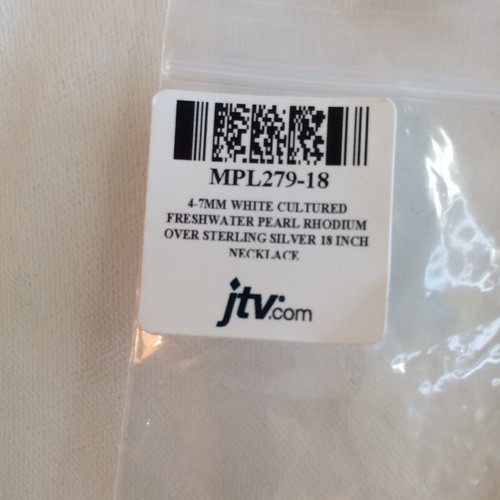 MPL279-18
4-7MM WHITE CULTURED
FRESHWATER PEARL RHODIUM
OVER STERLING SILVER 18 INCH
NECKLACE
jtv.com